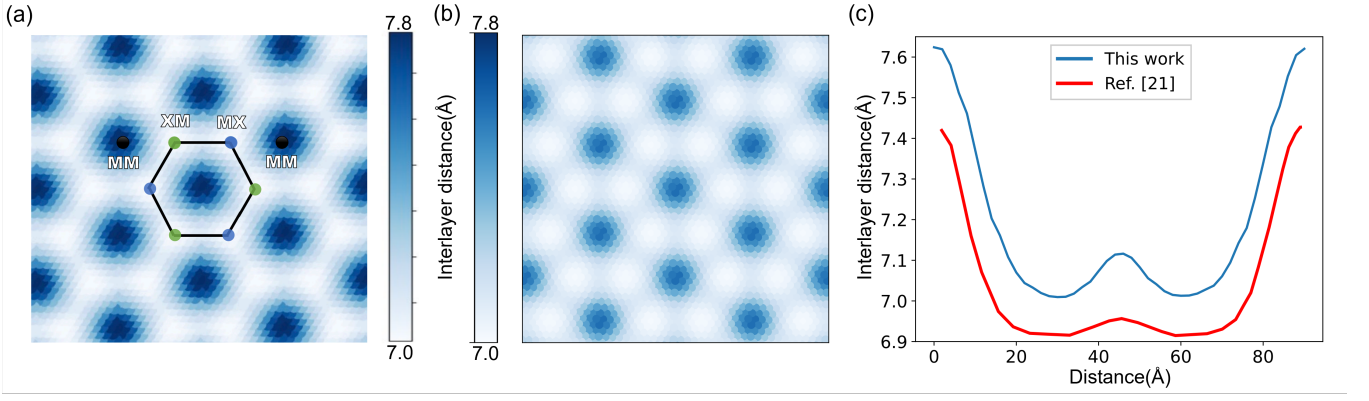 (a)
7.8
XM MX
MM MM
7.0
(b)
7.8
Interlayer distance(Å)
7.0
(c)
7.6
7.5
7.4
7.3
7.2
7.1
7.0
6.9
Interlayer distance(Å)
This work
Ref. [21]
0 20 40 60 80
Distance(Å)